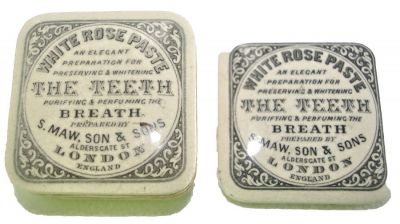 WHITE ROSE PASTE
AN ELEGANT
PREPARATION FOR
PRESERVING & WHITENING
THE TEETH
PURIFYING & PERFUMING THE
BREATH.
PREPARED BY
S. MAW, SON & SONS
ALDERSGATE ST
LONDON
ENGLAND
WHITE ROSE PASTE
AN ELEGANT
PREPARATION FOR
PRESERVING & WHITENING
THE TEETH
PURIFYING & PERFUMING THE
BREATH
PREPARED BY
S. MAW, SON & SONS
ALDERSGATE ST
LONDON
ENGLAND